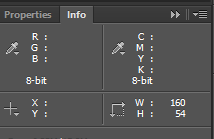 Properties Info
R : C :
G : M :
B : Y :
K :
8-bit 8-bit
X : W : 160
Y : H : 54